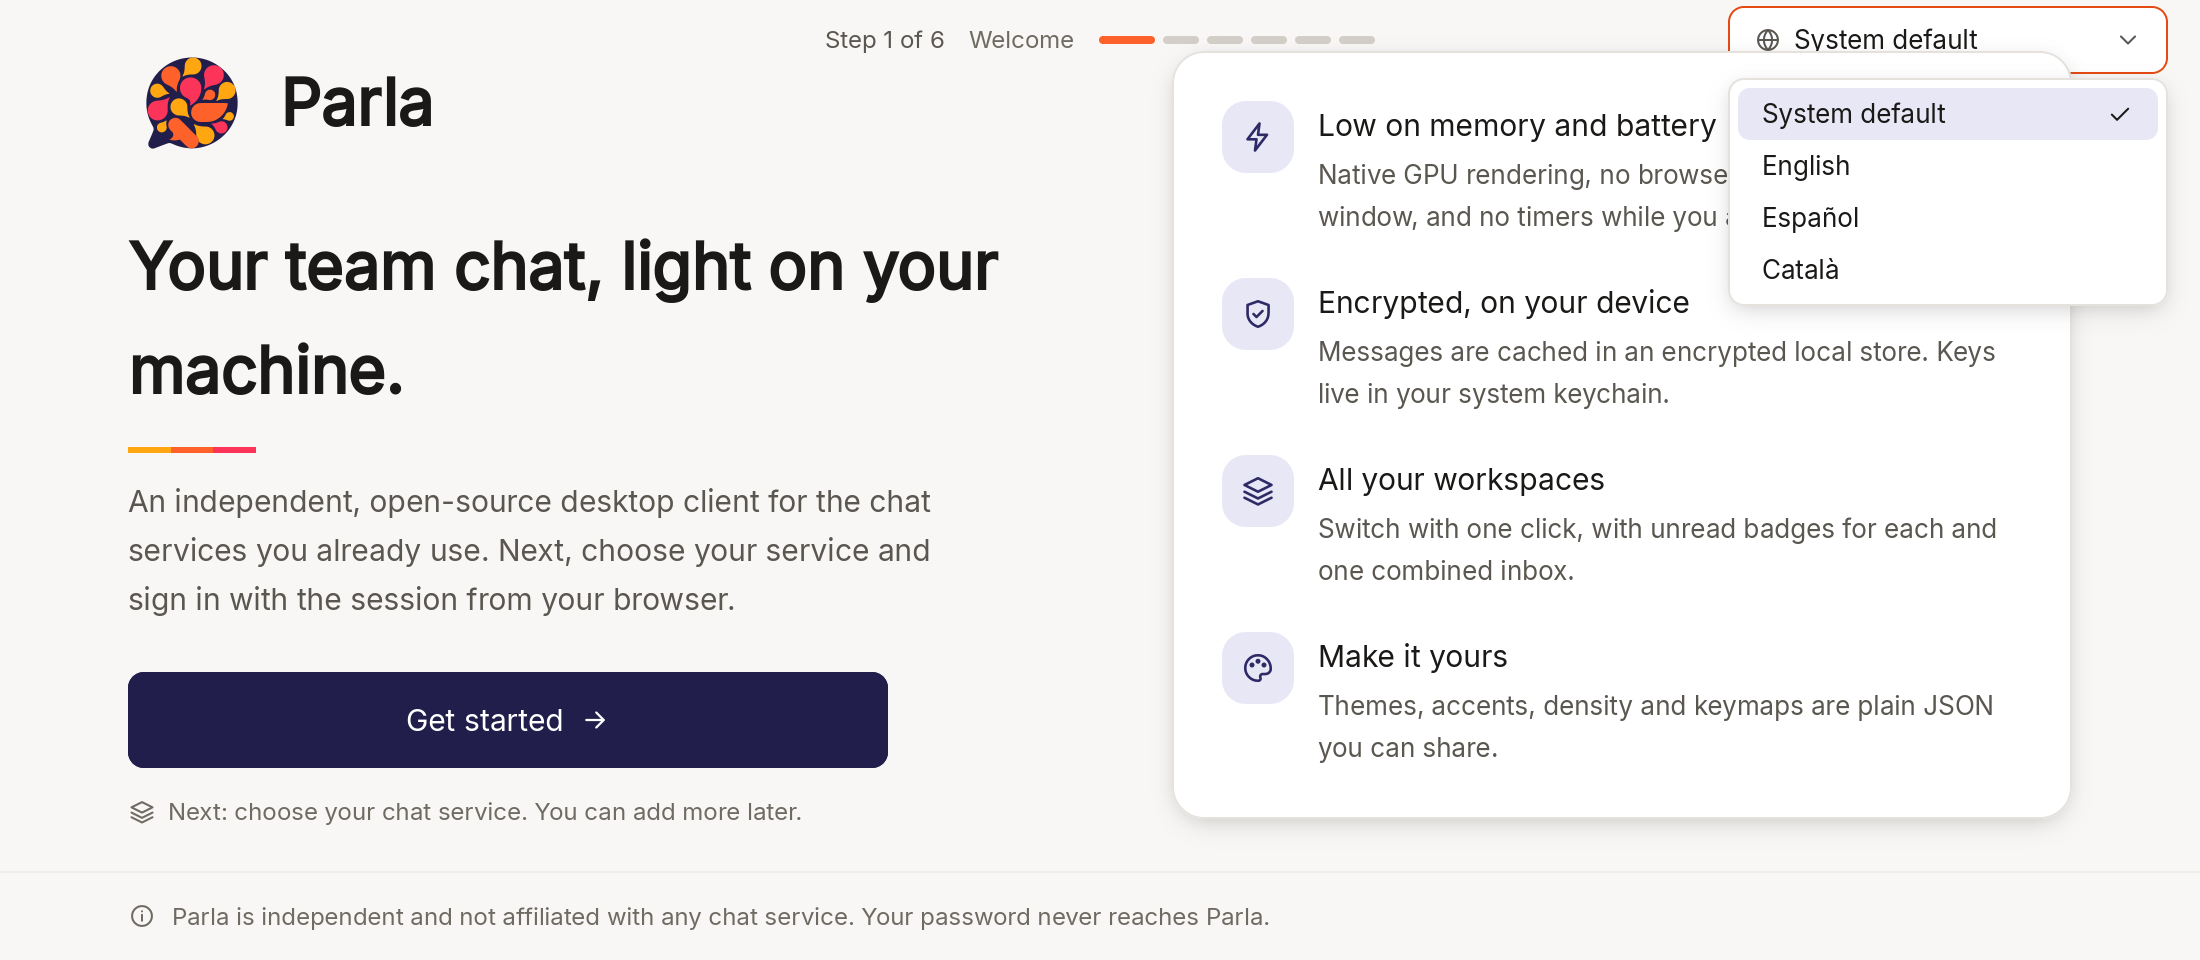 Step 1 of 6 Welcome
System default
Parla
Your team chat, light on your
machine.
An independent, open-source desktop client for the chat
services you already use. Next, choose your service and
sign in with the session from your browser.
Get started
Next: choose your chat service. You can add more later.
Low on memory and battery
Native GPU rendering, no browse
window, and no timers while you
System default
English
Español
Català
Encrypted, on your device
Messages are cached in an encrypted local store. Keys
live in your system keychain.
All your workspaces
Switch with one click, with unread badges for each and
one combined inbox.
Make it yours
Themes, accents, density and keymaps are plain JSON
you can share.
Parla is independent and not affiliated with any chat service. Your password never reaches Parla.